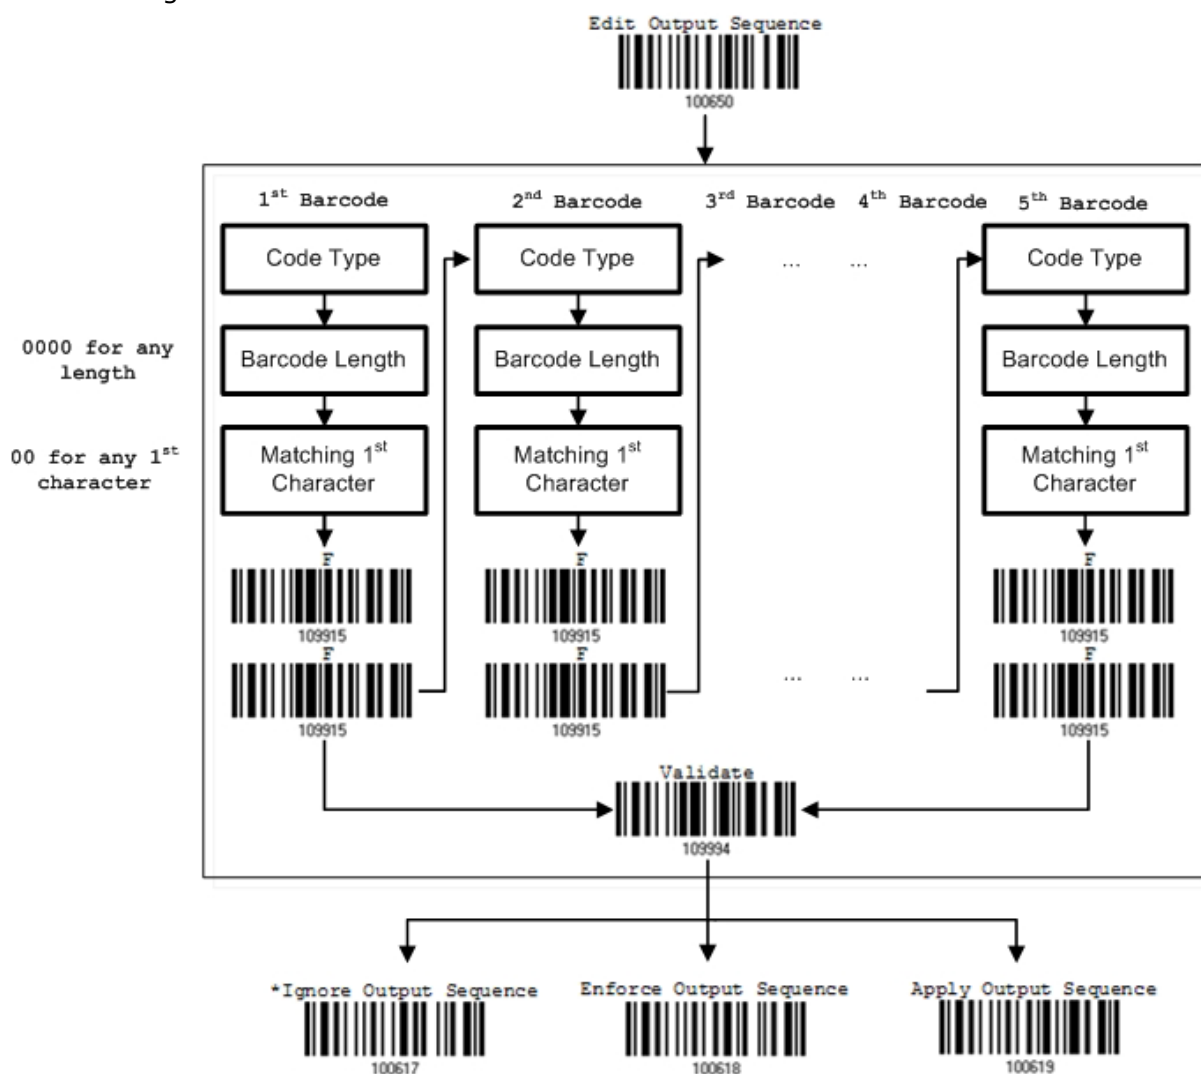 Edit Output Sequence
100650
1st Barcode 2nd Barcode 3rd Barcode 4th Barcode 5th Barcode
Code Type Code Type ... ... Code Type
0000 for any
length
Barcode Length Barcode Length Barcode Length
00 for any 1st
character
Matching 1st
Character
Matching 1st
Character
Matching 1st
Character
F F F
109915 109915 109915
F F F
... ...
109915 109915 109915
Validate
109994
*Ignore Output Sequence Enforce Output Sequence Apply Output Sequence
100617 100618 100619